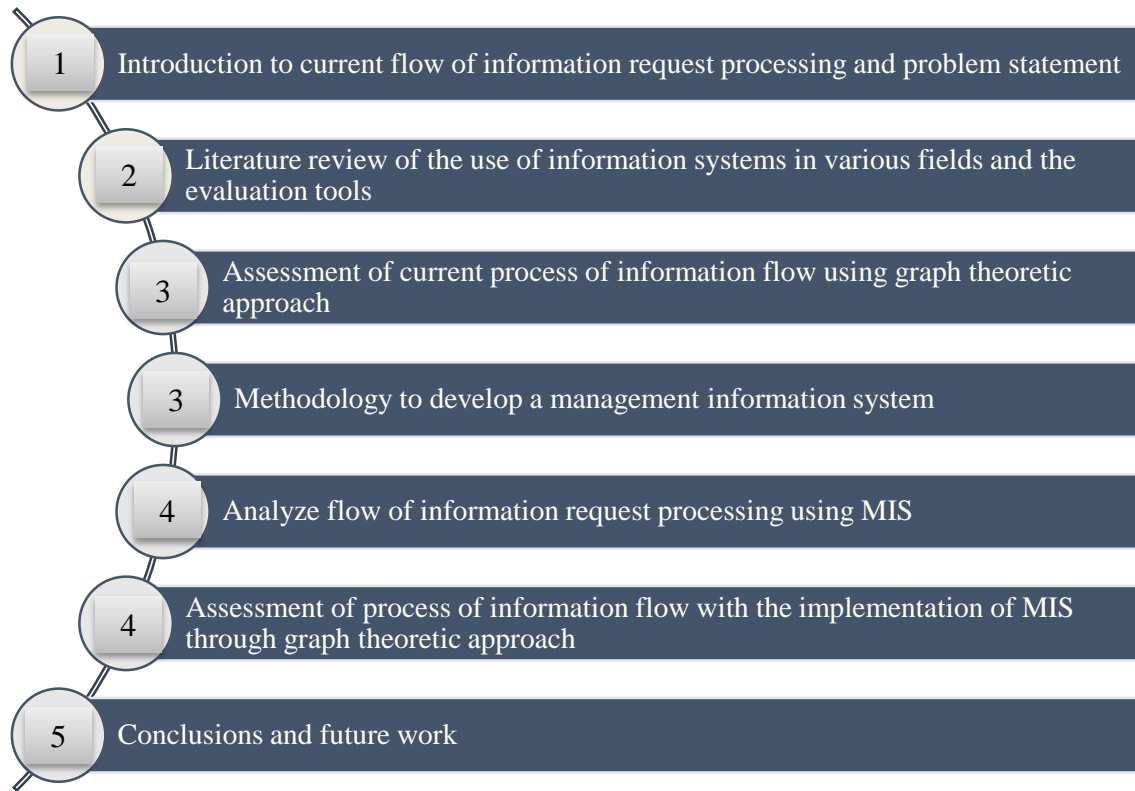 1
Introduction to current flow of information request processing and problem statement
2
Literature review of the use of information systems in various fields and the
evaluation tools
3
Assessment of current process of information flow using graph theoretic
approach
3
Methodology to develop a management information system
4
Analyze flow of information request processing using MIS
4
Assessment of process of information flow with the implementation of MIS
through graph theoretic approach
5
Conclusions and future work